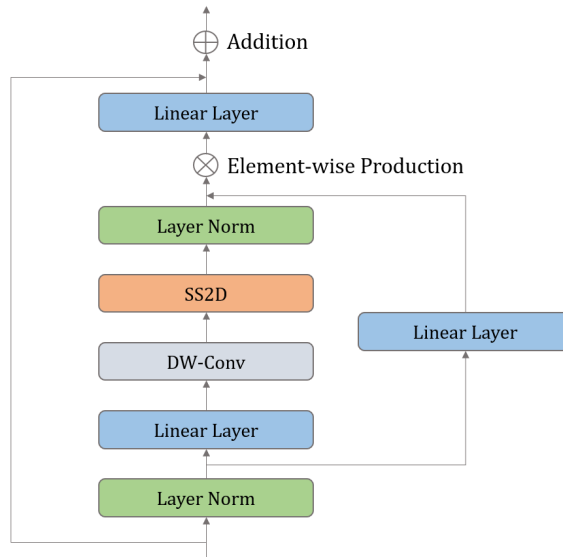 Addition
Linear Layer
Element-wise Production
Layer Norm
SS2D
Linear Layer
DW-Conv
Linear Layer
Layer Norm